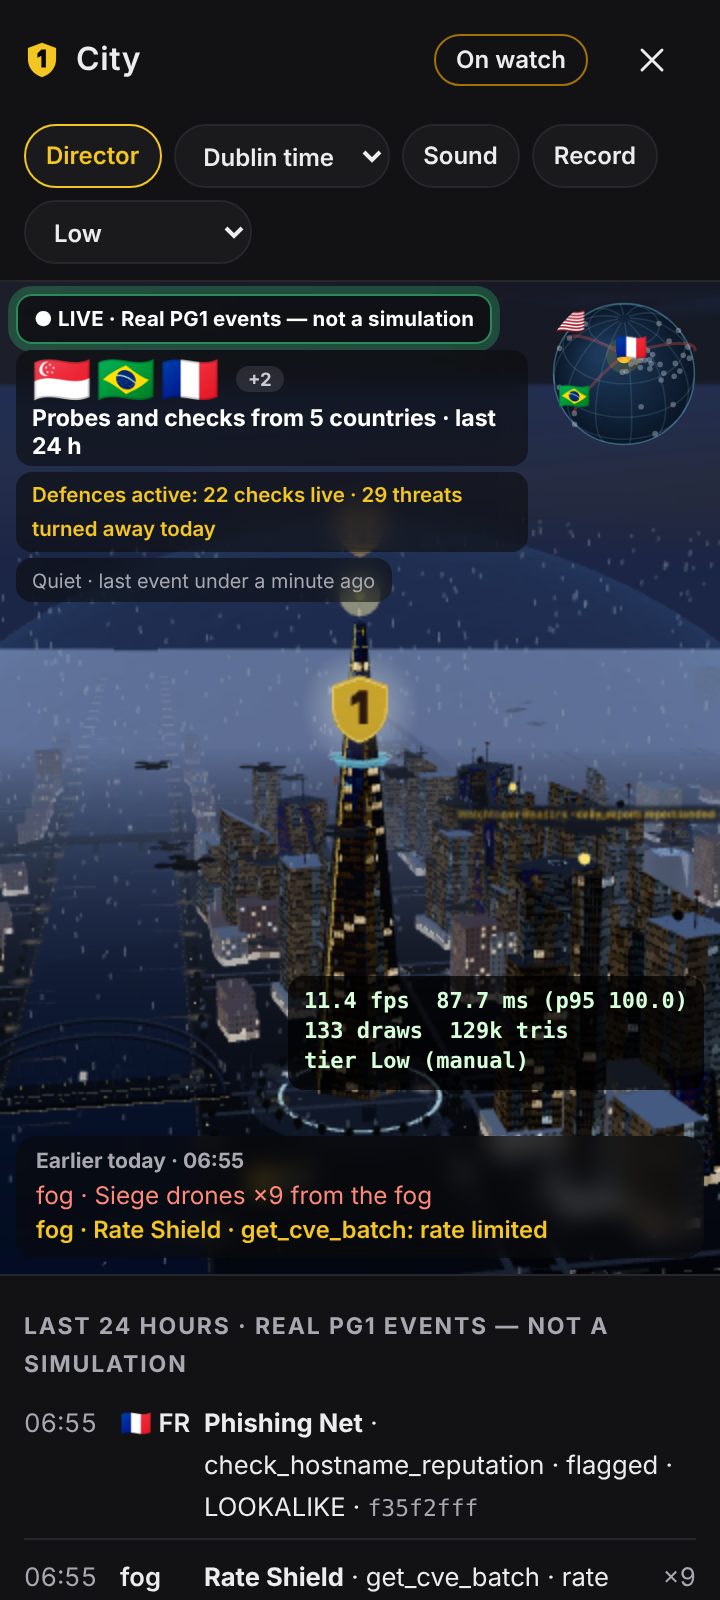 1 City
On watch
Director
Dublin time
Sound
Record
Low
LIVE · Real PG1 events — not a simulation
+2
Probes and checks from 5 countries · last
24 h
Defences active: 22 checks live · 29 threats
turned away today
Quiet · last event under a minute ago
1
11.4 fps 87.7 ms (p95 100.0)
133 draws 129k tris
tier Low (manual)
Earlier today · 06:55
fog · Siege drones ×9 from the fog
fog · Rate Shield · get_cve_batch: rate limited
LAST 24 HOURS · REAL PG1 EVENTS — NOT A
SIMULATION
06:55 FR Phishing Net ·
check_hostname_reputation · flagged ·
LOOKALIKE · f35f2fff
06:55 fog Rate Shield · get_cve_batch · rate ×9